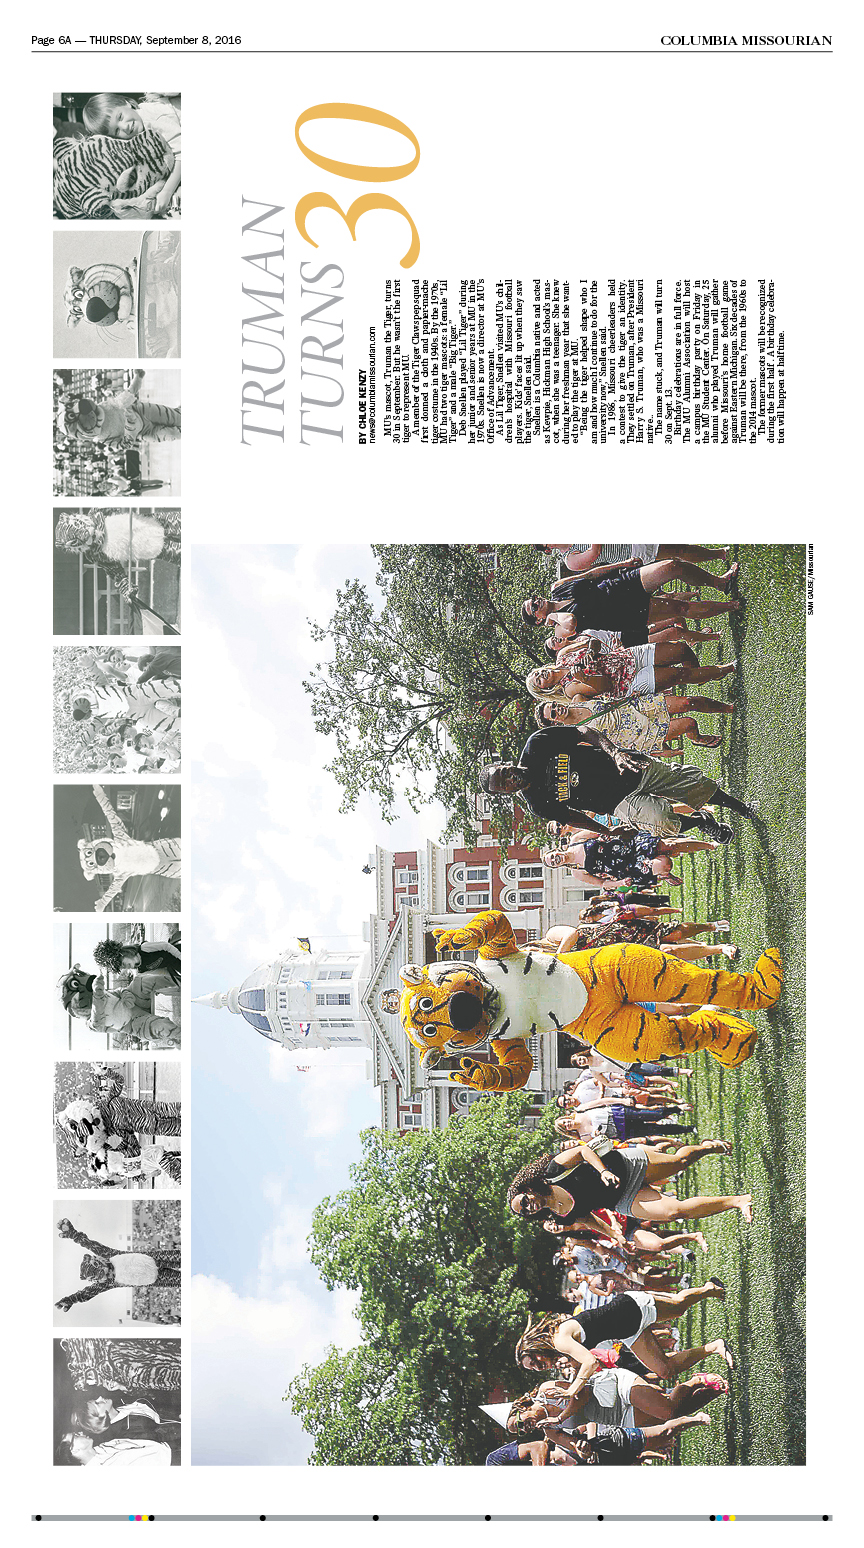 Page 6A — THURSDAY, September 8, 2016
COLUMBIA MISSOURIAN
TRUMAN
TURNS 30
BY CHLOE KENZY
news@columbiamissourian.com
MU’s mascot, Truman the Tiger, turns
30 in September. But he wasn’t the first
tiger to represent MU.
A member of the Tiger Claws pep squad
first donned a cloth and papier-mache
tiger costume in the 1940s. By the 1970s,
MU had two tiger mascots: a female “Lil
Tiger” and a male “Big Tiger.”
Deb Snellen played “Lil Tiger” during
her junior and senior years at MU in the
1970s. Snellen is now a director at MU’s
Office of Advancement.
As Lil Tiger, Snellen visited MU’s chil-
dren’s hospital with Missouri football
players. Kids’ faces lit up when they saw
the tiger, Snellen said.
Snellen is a Columbia native and acted
as Kewpie, Hickman High School’s mas-
cot, when she was a teenager. She knew
during her freshman year that she want-
ed to play the tiger at MU.
“Being the tiger helped shape who I
am and how much I continue to do for the
university now,” Snellen said.
In 1986, Missouri cheerleaders held
a contest to give the tiger an identity.
They settled on Truman, after President
Harry S. Truman, who was a Missouri
native..
The name stuck, and Truman will turn
30 on Sept. 13.
Birthday celebrations are in full force.
The MU Alumni Association will host
a campus birthday party on Friday in
the MU Student Center. On Saturday, 25
alumni who played Truman will gather
before Missouri’s home football game
against Eastern Michigan. Six decades of
Truman will be there, from the 1960s to
the 2014 mascot.
The former mascots will be recognized
during the first half. A birthday celebra-
tion will happen at halftime.
TRACK & FIELD
SAM GAUSE/Missourian